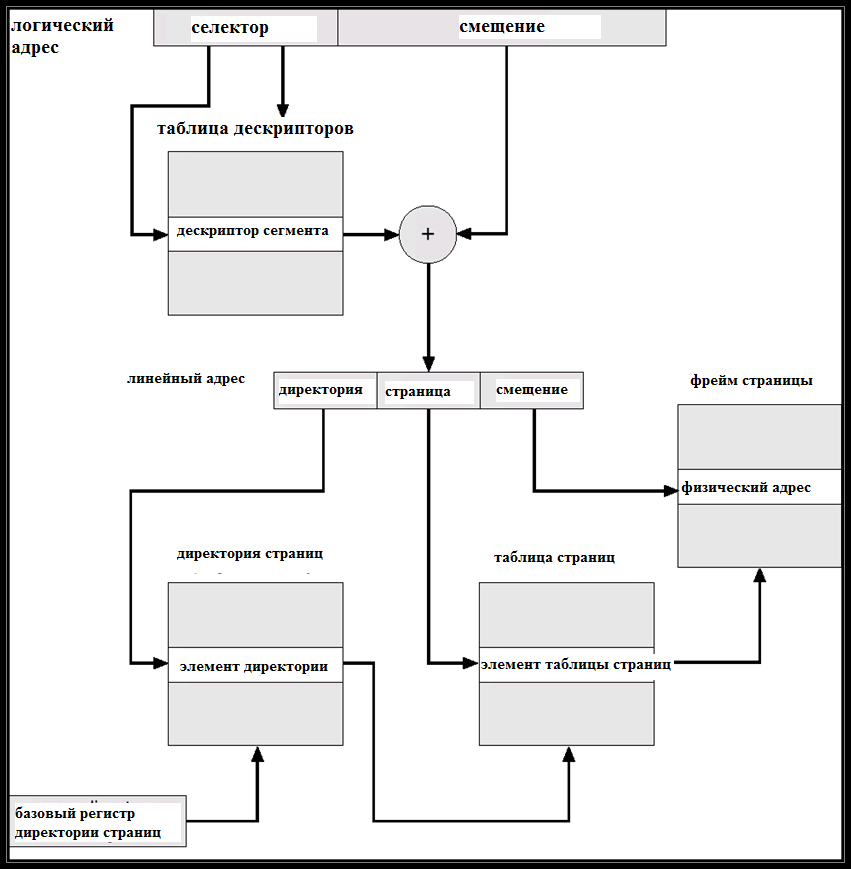 логический
адрес
селектор
смещение
таблица дескрипторов
дескриптор сегмента
+
линейный адрес
директория
страница
смещение
фрейм страницы
физический адрес
директория страниц
таблица страниц
элемент директории
элемент таблицы страниц
базовый регистр
директории страниц